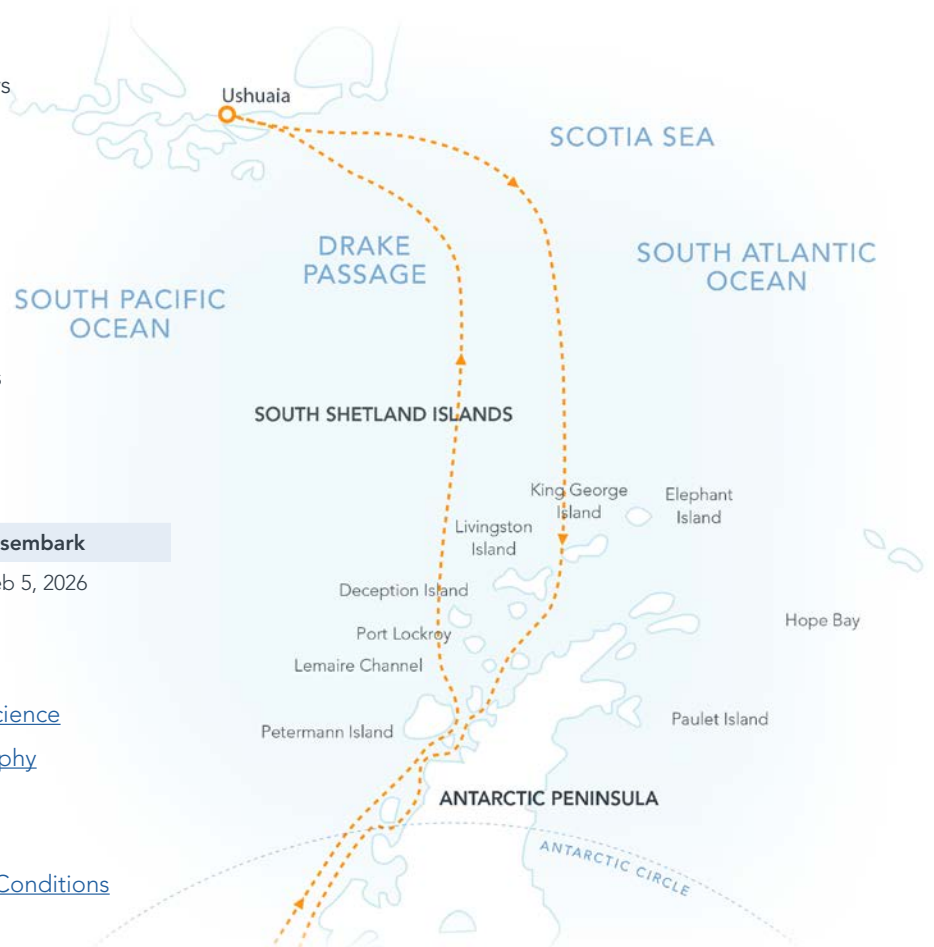 s
Ushuaia
SCOTIA SEA
DRAKE
PASSAGE
SOUTH ATLANTIC
OCEAN
SOUTH PACIFIC
OCEAN
s
SOUTH SHETLAND ISLANDS
King George
Island
Elephant
Island
Livingston
Island
sembark
eb 5, 2026
Deception Island
Port Lockroy
Hope Bay
Lemaire Channel
cience
Paulet Island
Petermann Island
phy
ANTARCTIC PENINSULA
ANTARCTIC CIRCLE
Conditions